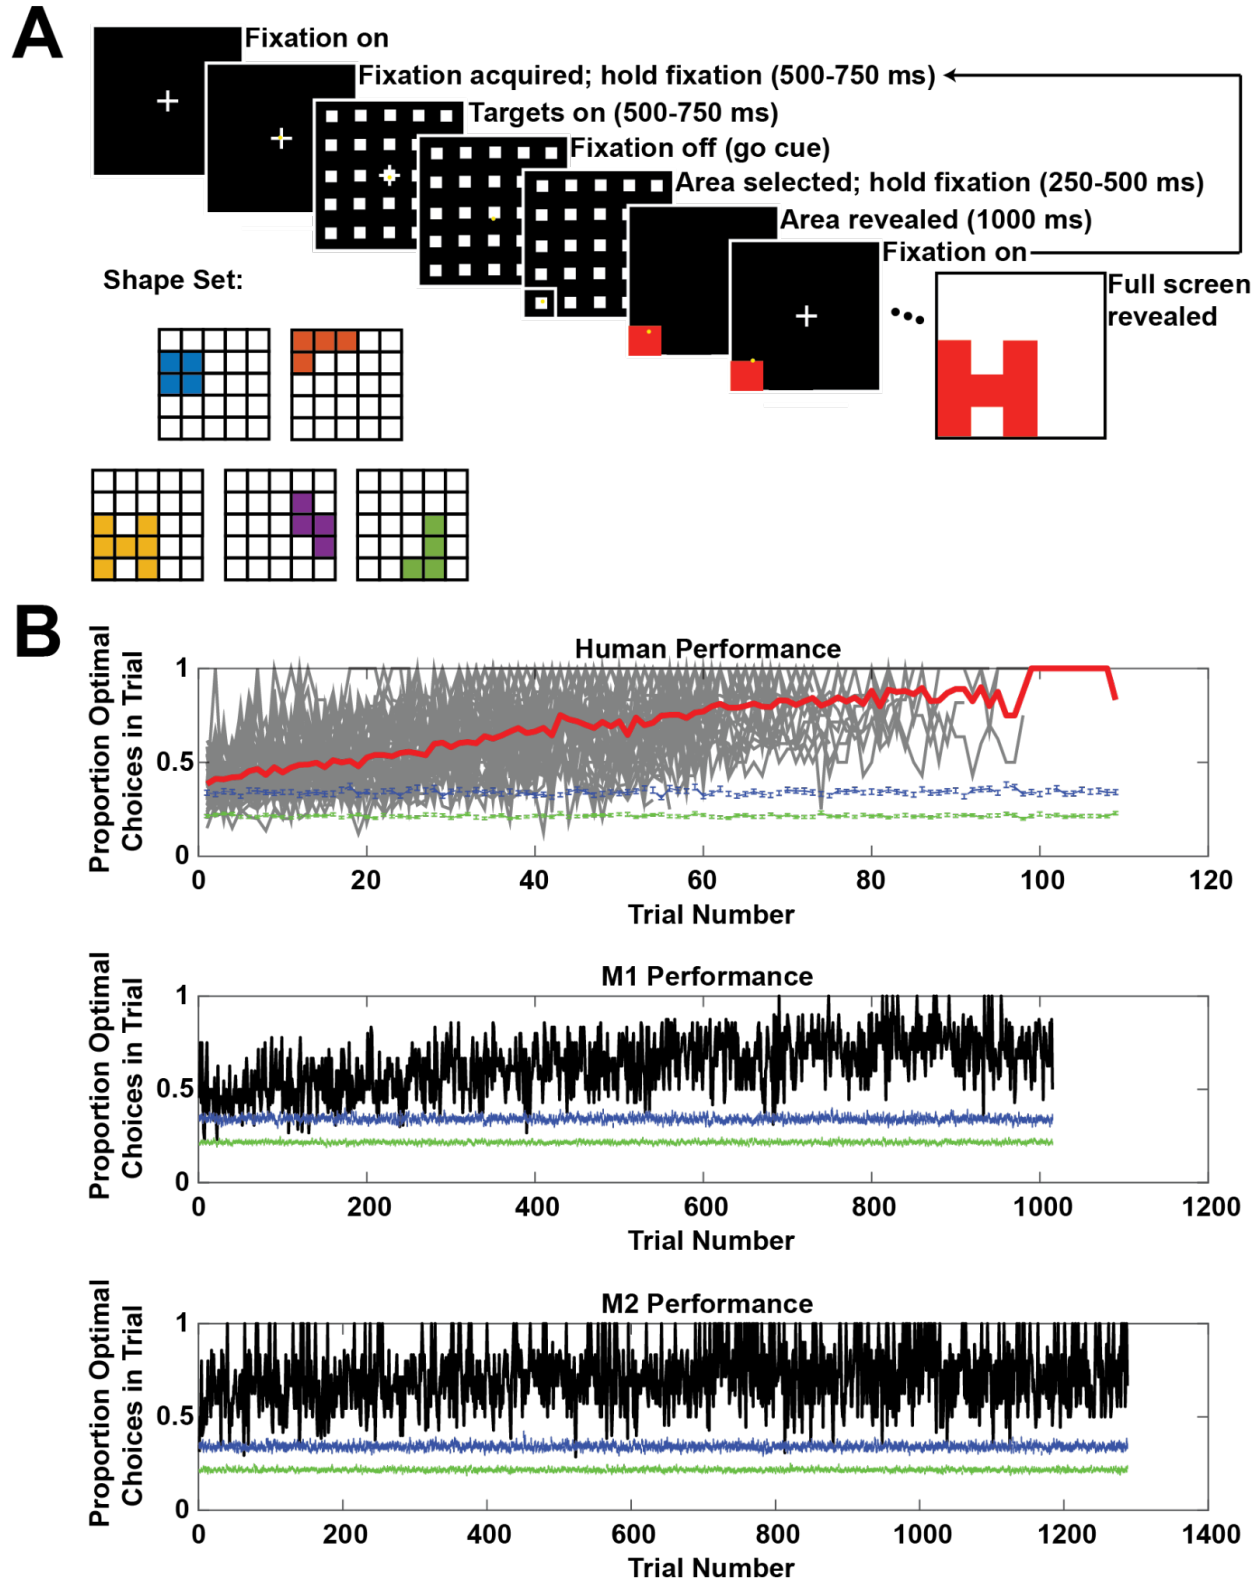 A
Fixation on
Fixation acquired; hold fixation (500-750 ms)
Targets on (500-750 ms)
Fixation off (go cue)
Area selected; hold fixation (250-500 ms)
Area revealed (1000 ms)
Fixation on
Full screen
revealed
Shape Set:
B
Human Performance
Proportion Optimal
Choices in Trial
1
0.5
0
0 20 40 60 80 100 120
Trial Number
M1 Performance
Proportion Optimal
Choices in Trial
1
0.5
0
0 200 400 600 800 1000 1200
Trial Number
M2 Performance
Proportion Optimal
Choices in Trial
1
0.5
0
0 200 400 600 800 1000 1200 1400
Trial Number